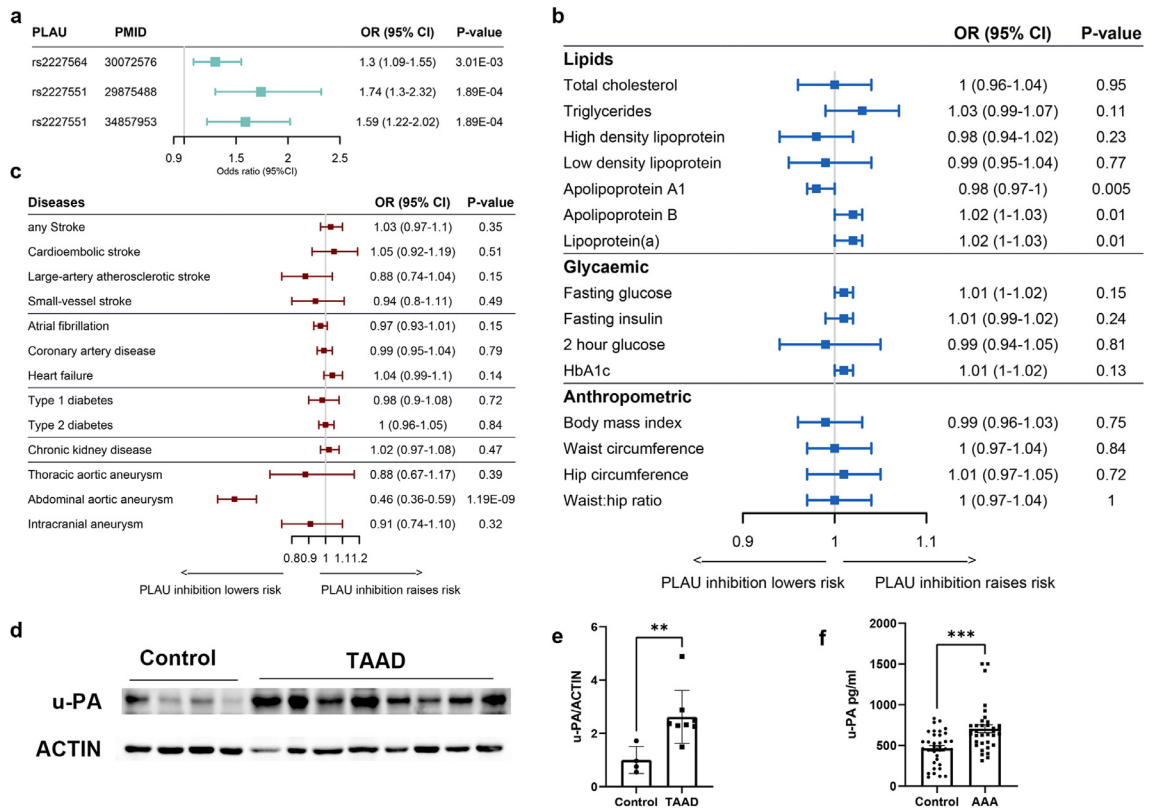 a
PLAU PMID OR (95% CI) P-value
rs2227564 30072576 1.3 (1.09-1.55) 3.01E-03
rs2227551 29875488 1.74 (1.3-2.32) 1.89E-04
rs2227551 34857953 1.59 (1.22-2.02) 1.89E-04
0.9 1.5 2 2.5
Odds ratio (95%CI)
b
OR (95% CI) P-value
Lipids
Total cholesterol 1 (0.96-1.04) 0.95
Triglycerides 1.03 (0.99-1.07) 0.11
High density lipoprotein 0.98 (0.94-1.02) 0.23
Low density lipoprotein 0.99 (0.95-1.04) 0.77
Apolipoprotein A1 0.98 (0.97-1) 0.005
Apolipoprotein B 1.02 (1-1.03) 0.01
Lipoprotein(a) 1.02 (1-1.03) 0.01
Glycaemic
Fasting glucose 1.01 (1-1.02) 0.15
Fasting insulin 1.01 (0.99-1.02) 0.24
2 hour glucose 0.99 (0.94-1.05) 0.81
HbA1c 1.01 (1-1.02) 0.13
Anthropometric
Body mass index 0.99 (0.96-1.03) 0.75
Waist circumference 1 (0.97-1.04) 0.84
Hip circumference 1.01 (0.97-1.05) 0.72
Waist:hip ratio 1 (0.97-1.04) 1
0.9 1 1.1
PLAU inhibition lowers risk PLAU inhibition raises risk
c
Diseases OR (95% CI) P-value
any Stroke 1.03 (0.97-1.1) 0.35
Cardioembolic stroke 1.05 (0.92-1.19) 0.51
Large-artery atherosclerotic stroke 0.88 (0.74-1.04) 0.15
Small-vessel stroke 0.94 (0.8-1.11) 0.49
Atrial fibrillation 0.97 (0.93-1.01) 0.15
Coronary artery disease 0.99 (0.95-1.04) 0.79
Heart failure 1.04 (0.99-1.1) 0.14
Type 1 diabetes 0.98 (0.9-1.08) 0.72
Type 2 diabetes 1 (0.96-1.05) 0.84
Chronic kidney disease 1.02 (0.97-1.08) 0.47
Thoracic aortic aneurysm 0.88 (0.67-1.17) 0.39
Abdominal aortic aneurysm 0.46 (0.36-0.59) 1.19E-09
Intracranial aneurysm 0.91 (0.74-1.10) 0.32
0.8 0.9 1 1.1 1.2
PLAU inhibition lowers risk PLAU inhibition raises risk
d
Control TAAD
u-PA
ACTIN
e
u-PA/ACTIN
6
4
2
0
**
Control TAAD
f
u-PA pg/ml
2000
1500
1000
500
0
***
Control AAA